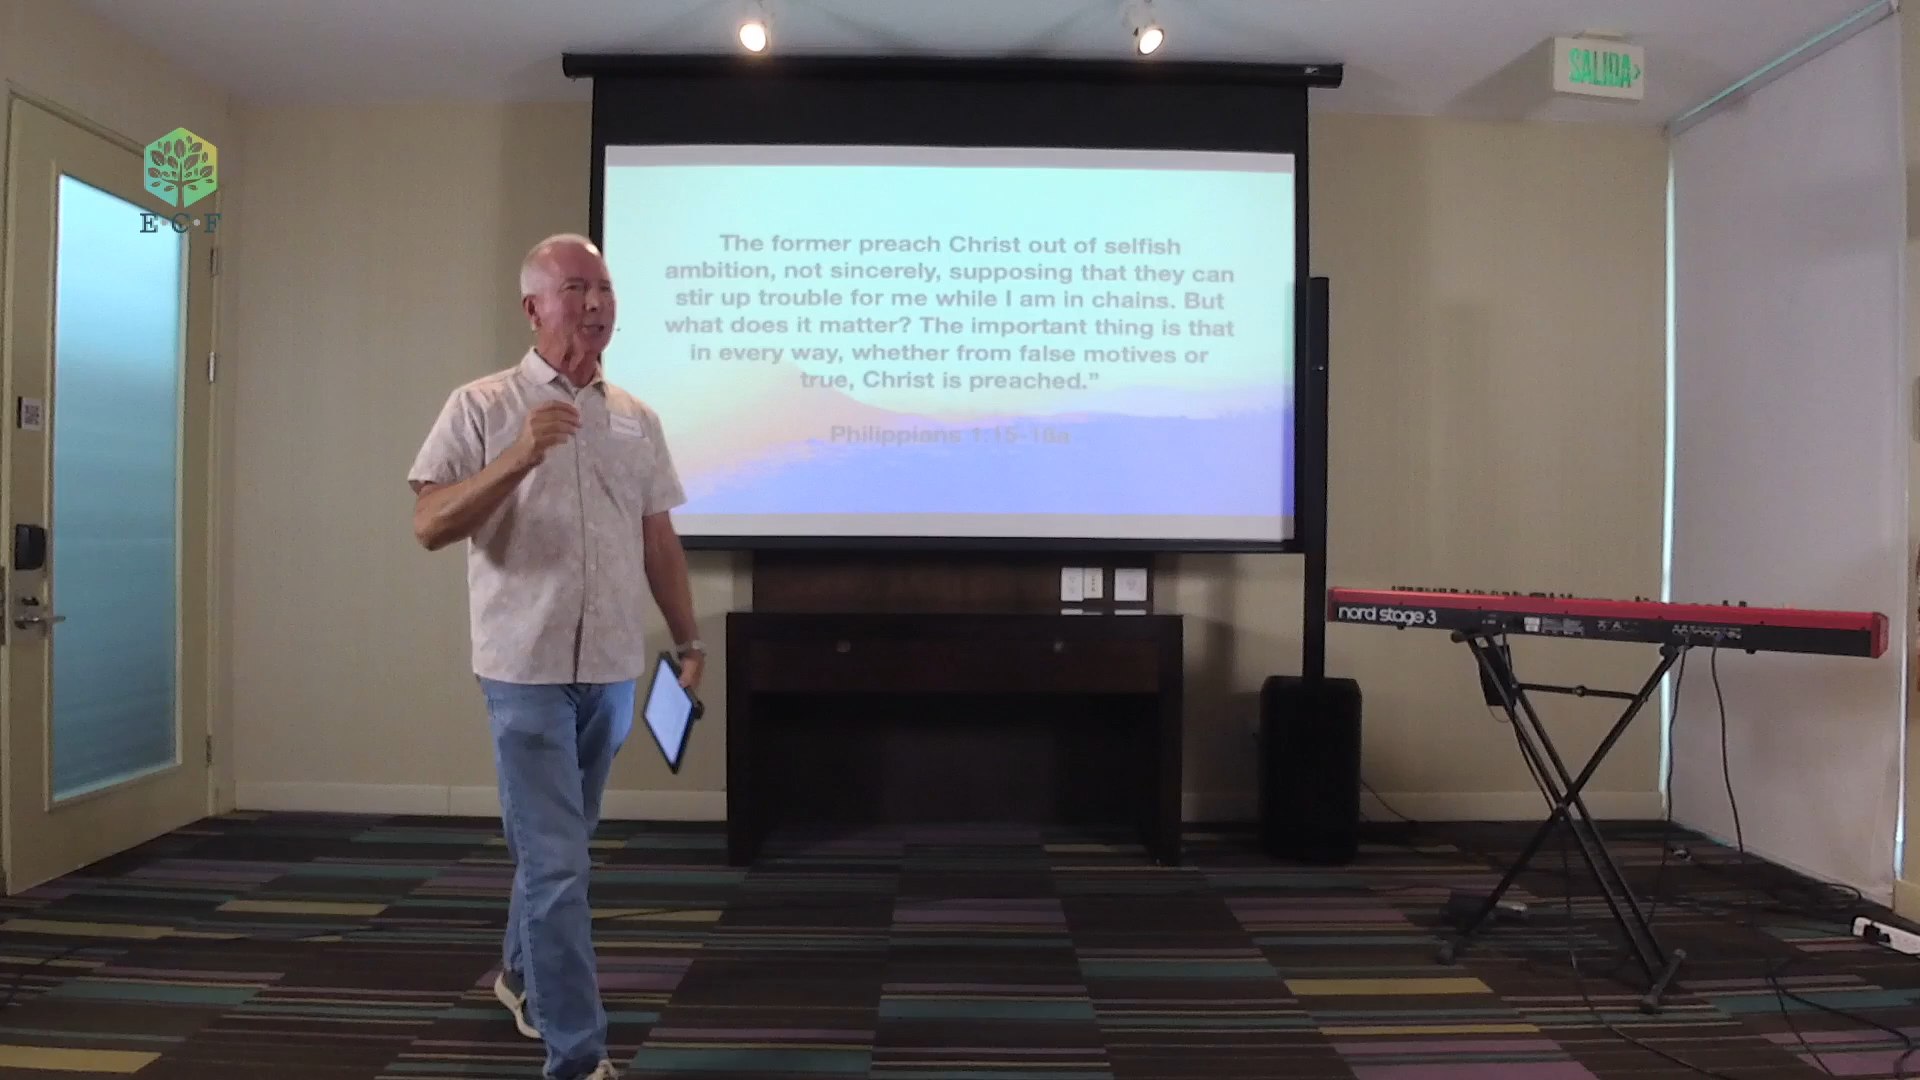 SALIDA
E·C·F
The former preach Christ out of selfish
ambition, not sincerely, supposing that they can
stir up trouble for me while I am in chains. But
what does it matter? The important thing is that
in every way, whether from false motives or
true, Christ is preached.”
Philippians 1:15-18a
nord stage 3